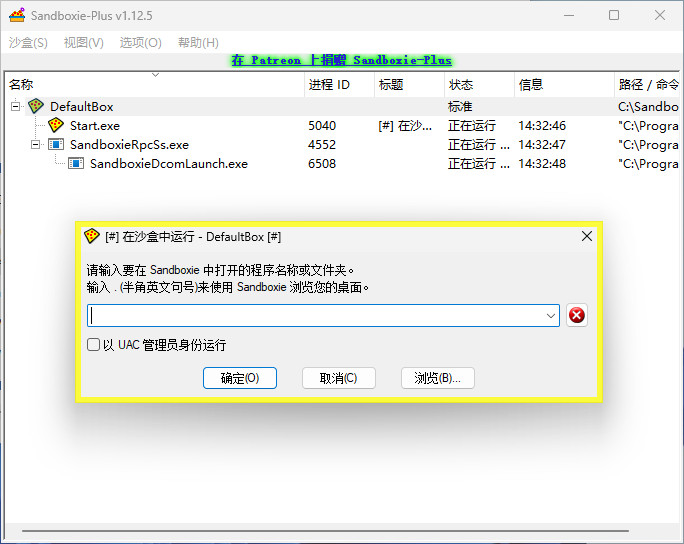 Sandboxie-Plus v1.12.5
沙盒(S) 视图(V) 选项(O) 帮助(H)
在 Patreon 上捐赠 Sandboxie-Plus
名称 进程 ID 标题 状态 信息 路径 / 命令
DefaultBox 标准 C:\Sandbo
Start.exe 5040 [#] 在沙... 正在运行 14:32:46 "C:\Progra
SandboxieRpcSs.exe 4552 正在运行 ... 14:32:47 "C:\Progra
SandboxieDcomLaunch.exe 6508 正在运行 ... 14:32:48 "C:\Progra
[#] 在沙盒中运行 - DefaultBox [#]
请输入要在 Sandboxie 中打开的程序名称或文件夹。
输入 . (半角英文句号)来使用 Sandboxie 浏览您的桌面。
以 UAC 管理员身份运行
确定(O) 取消(C) 浏览(B)...